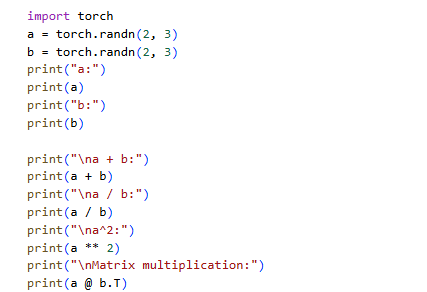 import torch
a = torch.randn(2, 3)
b = torch.randn(2, 3)
print("a:")
print(a)
print("b:")
print(b)

print("\na + b:")
print(a + b)
print("\na / b:")
print(a / b)
print("\na^2:")
print(a ** 2)
print("\nMatrix multiplication:")
print(a @ b.T)